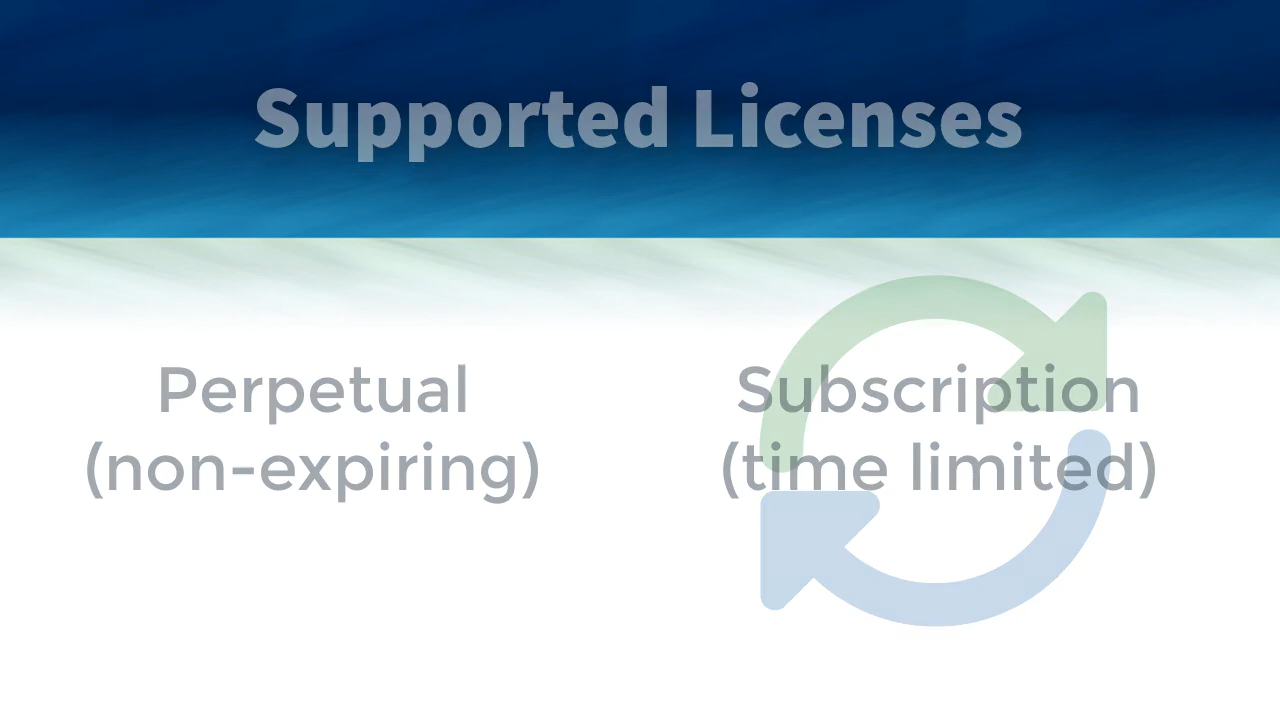 Supported Licenses
Perpetual
(non-expiring)
Subscription
(time limited)